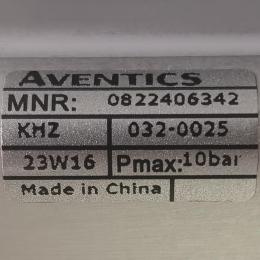 AVENTICS
MNR: 0822406342
KHZ 032-0025
23W16 Pmax:10bar
Made in China